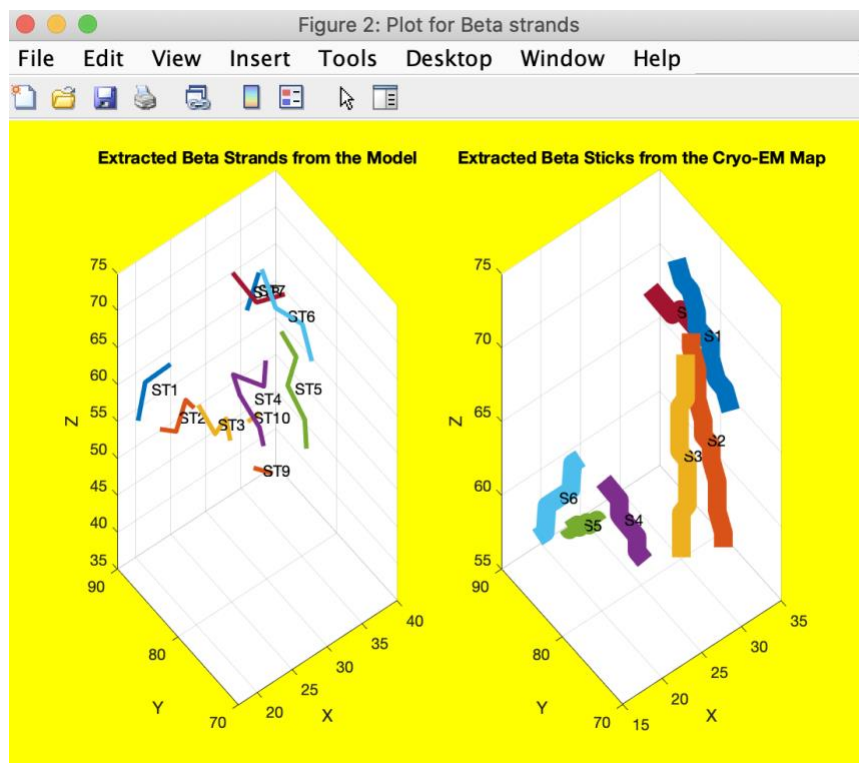 Figure 2: Plot for Beta strands
File Edit View Insert Tools Desktop Window Help
Extracted Beta Strands from the Model
75
70
65
60
55
50
45
40
35
Z
90
80
70
Y
20
25
30
35
40
X
ST6
ST1
ST5
ST4
ST2
ST3
ST10
ST9
Extracted Beta Sticks from the Cryo-EM Map
75
70
65
60
55
Z
90
80
70
Y
15
20
25
30
35
X
S1
S2
S3
S6
S5
S4